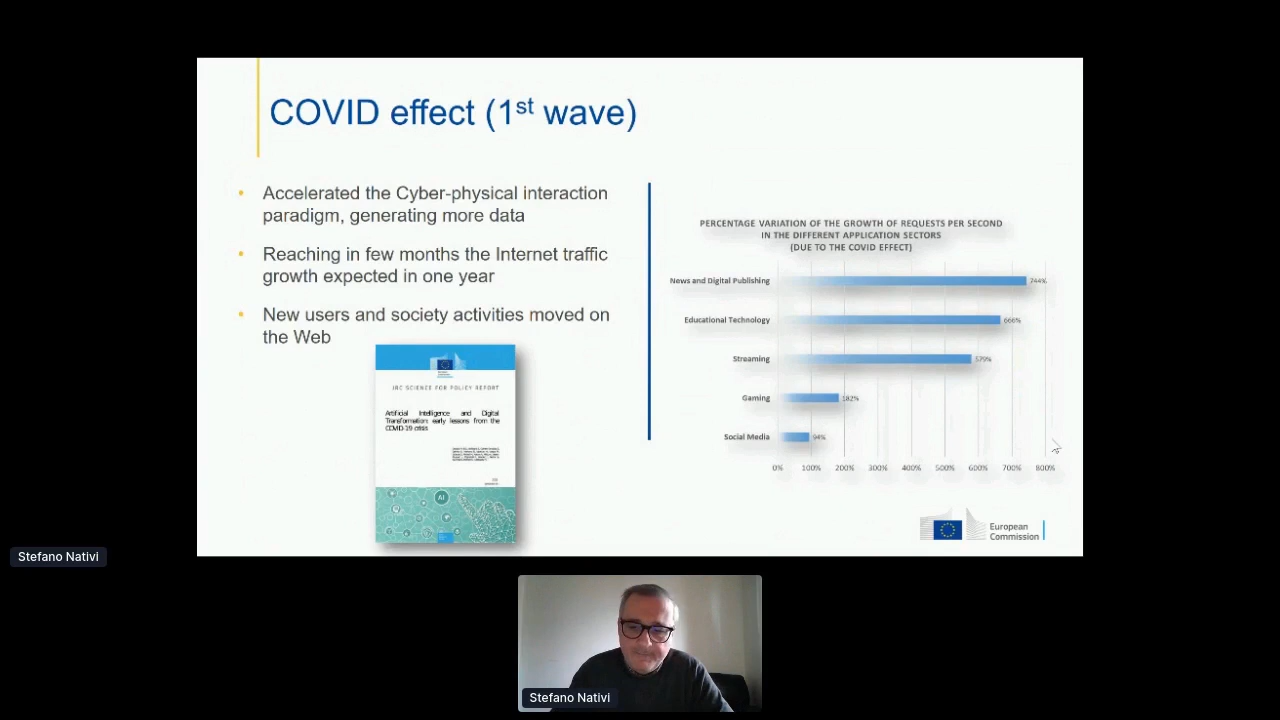 COVID effect (1st wave)
• Accelerated the Cyber-physical interaction
paradigm, generating more data
• Reaching in few months the Internet traffic
growth expected in one year
• New users and society activities moved on
the Web
JRC SCIENCE FOR POLICY REPORT
Artificial Intelligence and Digital
Transformation: early lessons from the
COVID-19 crisis
AI
PERCENTAGE VARIATION OF THE GROWTH OF REQUESTS PER SECOND
IN THE DIFFERENT APPLICATION SECTORS
(DUE TO THE COVID EFFECT)
News and Digital Publishing 744%
Educational Technology 666%
Streaming 579%
Gaming 182%
Social Media 94%
0% 100% 200% 300% 400% 500% 600% 700% 800%
European
Commission
Stefano Nativi
Stefano Nativi